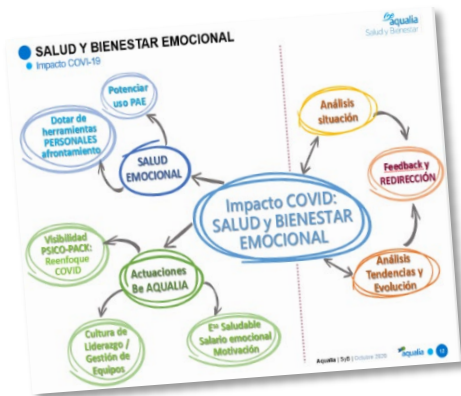 SALUD Y BIENESTAR EMOCIONAL
Impacto COVI-19
Be
aqualia
Salud y Bienestar
Potenciar
uso PAE
Dotar de
herramientas
PERSONALES
afrontamiento
SALUD
EMOCIONAL
Análisis
situación
Feedback y
REDIRECCIÓN
Impacto COVID:
SALUD y BIENESTAR
EMOCIONAL
Visibilidad
PSICO-PACK:
Reenfoque
COVID
Actuaciones
Be AQUALIA
Análisis
Tendencias y
Evolución
Cultura de
Liderazgo /
Gestión de
Equipos
Eª Saludable
Salario emocional
Motivación
Aqualia | SyB | Octubre 2020
aqualia
12